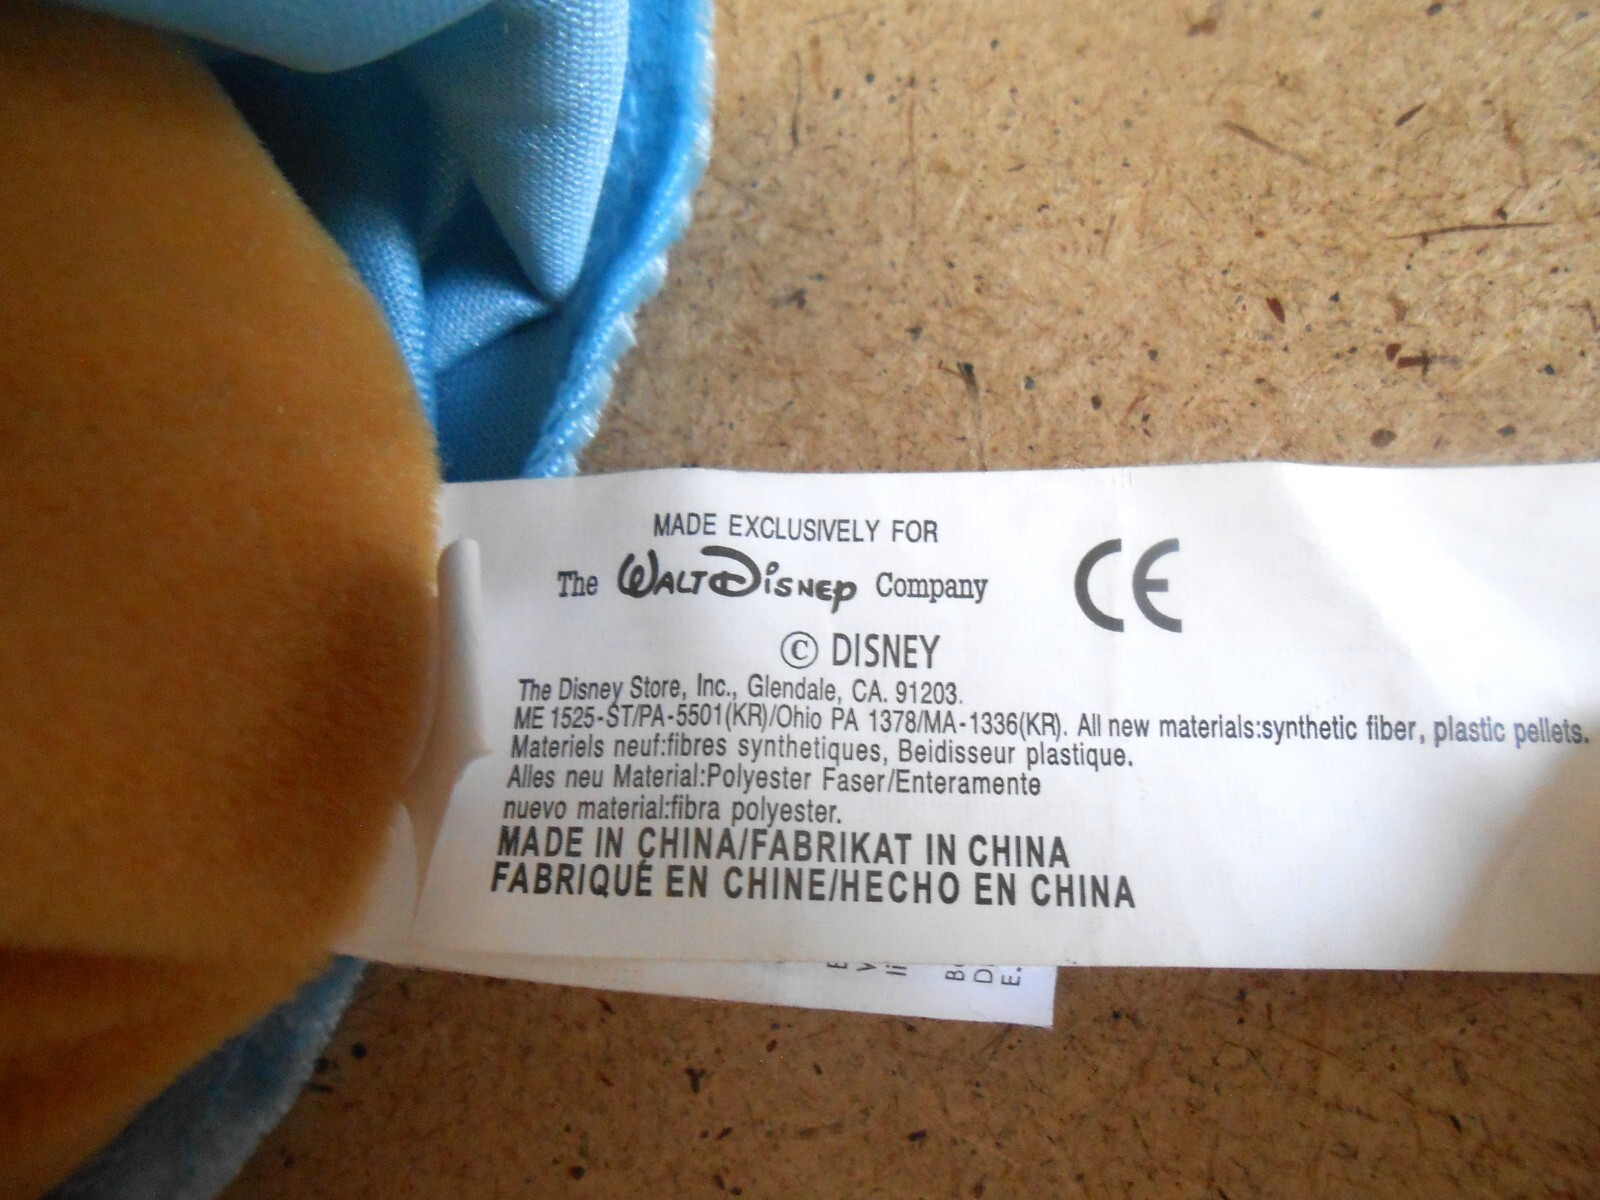 MADE EXCLUSIVELY FOR
The WALT DISNEY Company
CE
© DISNEY
The Disney Store, Inc., Glendale, CA. 91203.
ME 1525-ST/PA-5501(KR)/Ohio PA 1378/MA-1336(KR). All new materials:synthetic fiber, plastic pellets.
Materiels neuf:fibres synthetiques, Beidisseur plastique.
Alles neu Material:Polyester Faser/Enteramente
nuevo material:fibra polyester.
MADE IN CHINA/FABRIKAT IN CHINA
FABRIQUÉ EN CHINE/HECHO EN CHINA